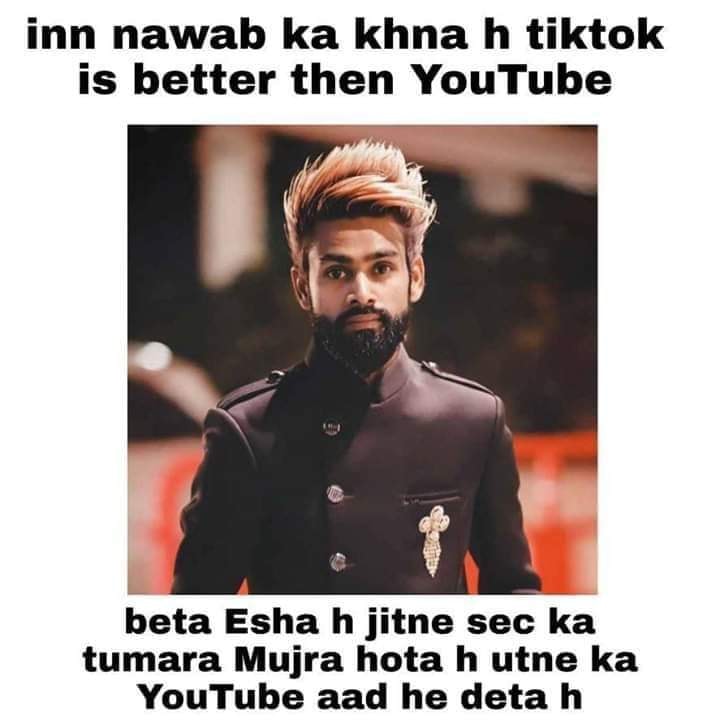 inn nawab ka khna h tiktok
is better then YouTube
beta Esha h jitne sec ka
tumara Mujra hota h utne ka
YouTube aad he deta h